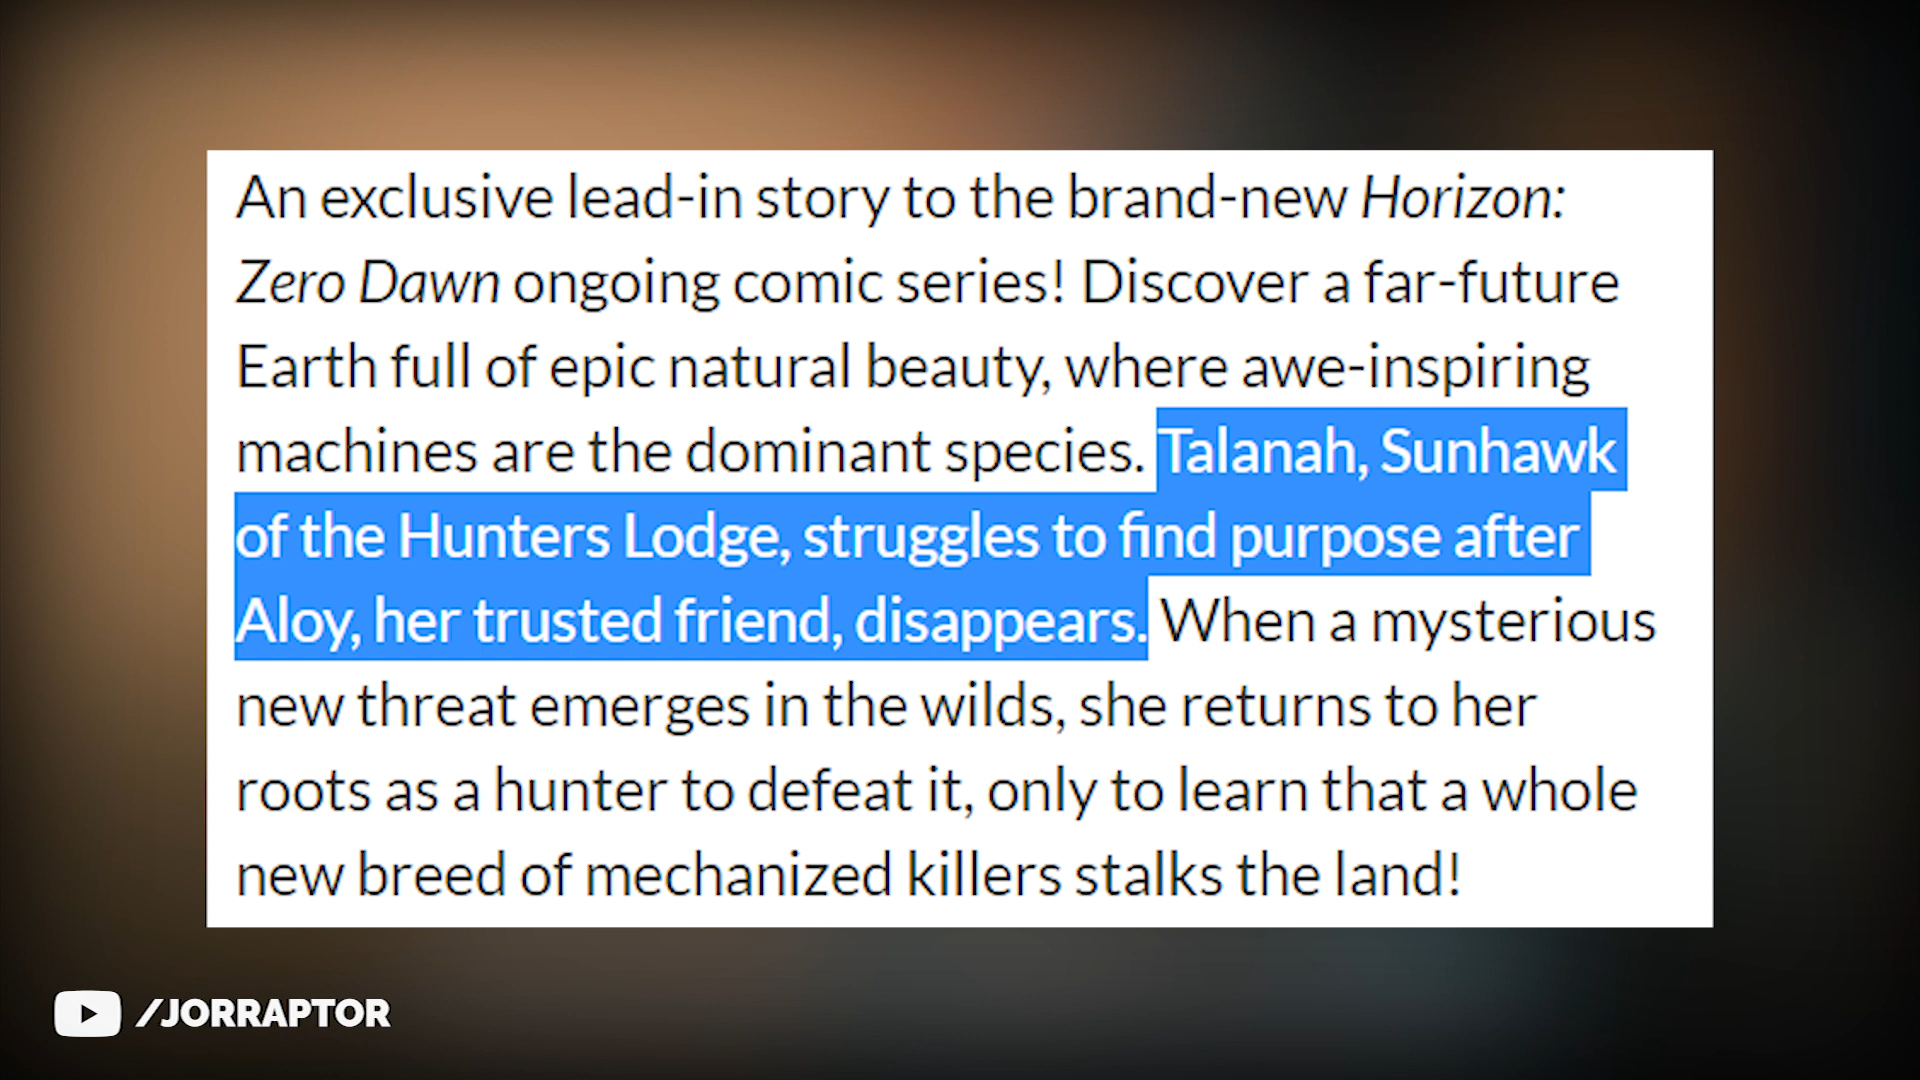 An exclusive lead-in story to the brand-new Horizon:
Zero Dawn ongoing comic series! Discover a far-future
Earth full of epic natural beauty, where awe-inspiring
machines are the dominant species. Talanah, Sunhawk
of the Hunters Lodge, struggles to find purpose after
Aloy, her trusted friend, disappears. When a mysterious
new threat emerges in the wilds, she returns to her
roots as a hunter to defeat it, only to learn that a whole
new breed of mechanized killers stalks the land!
/JORRAPTOR